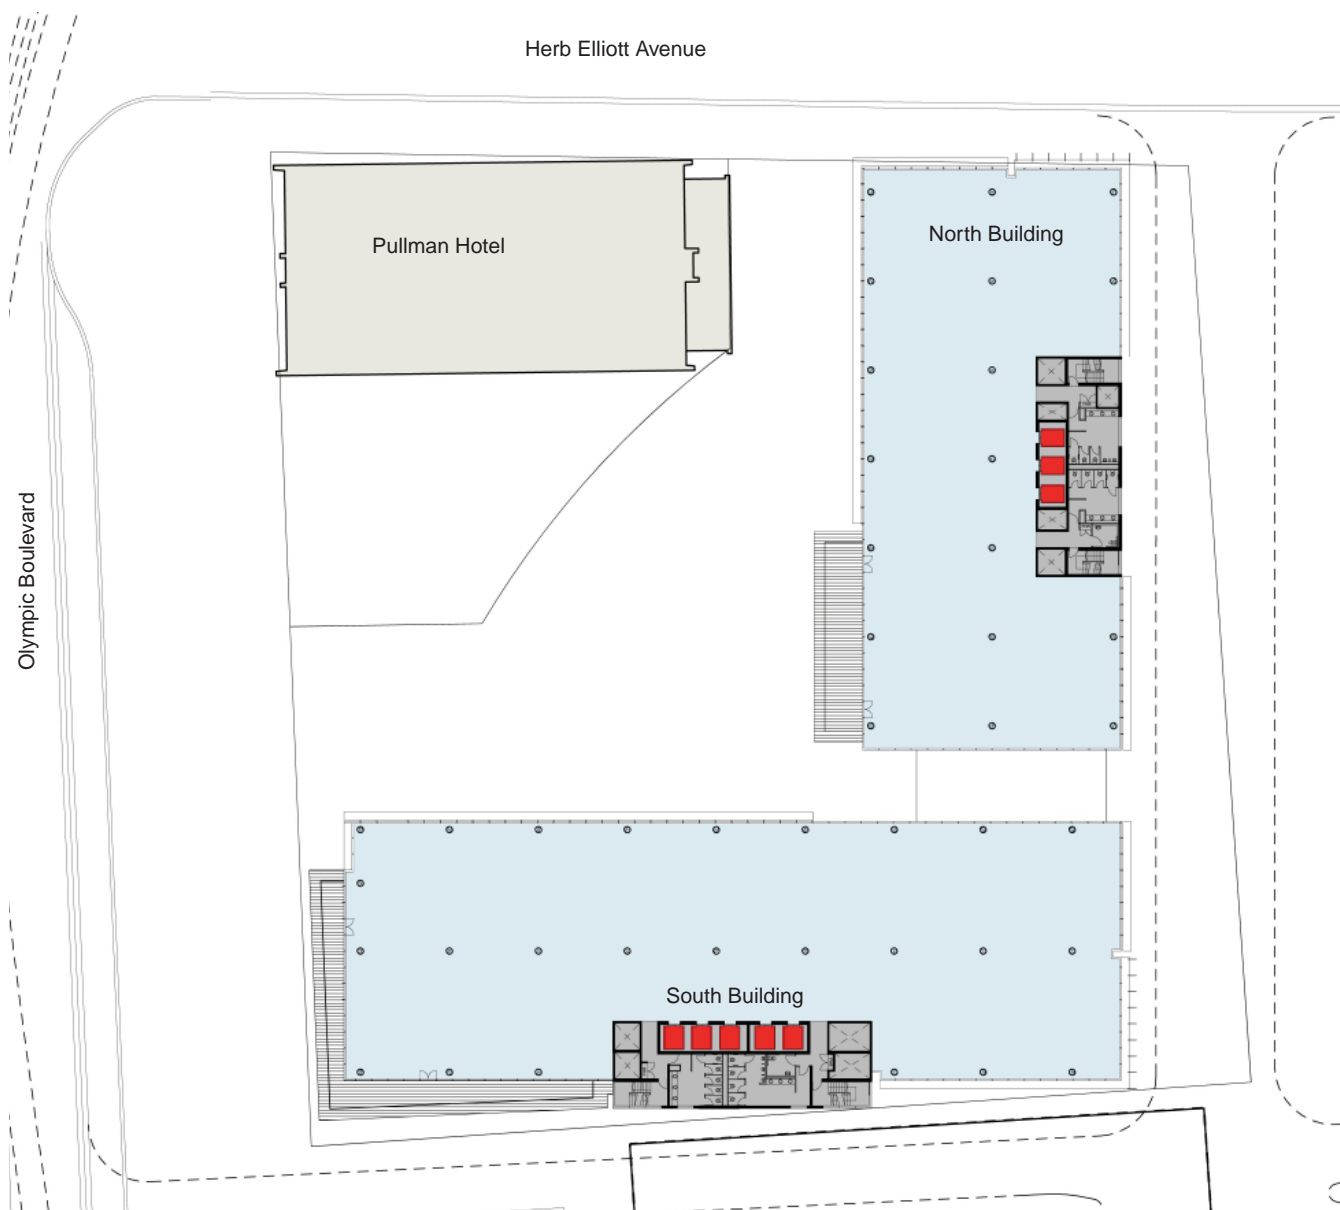 Herb Elliott Avenue
Pullman Hotel
North Building
Olympic Boulevard
South Building